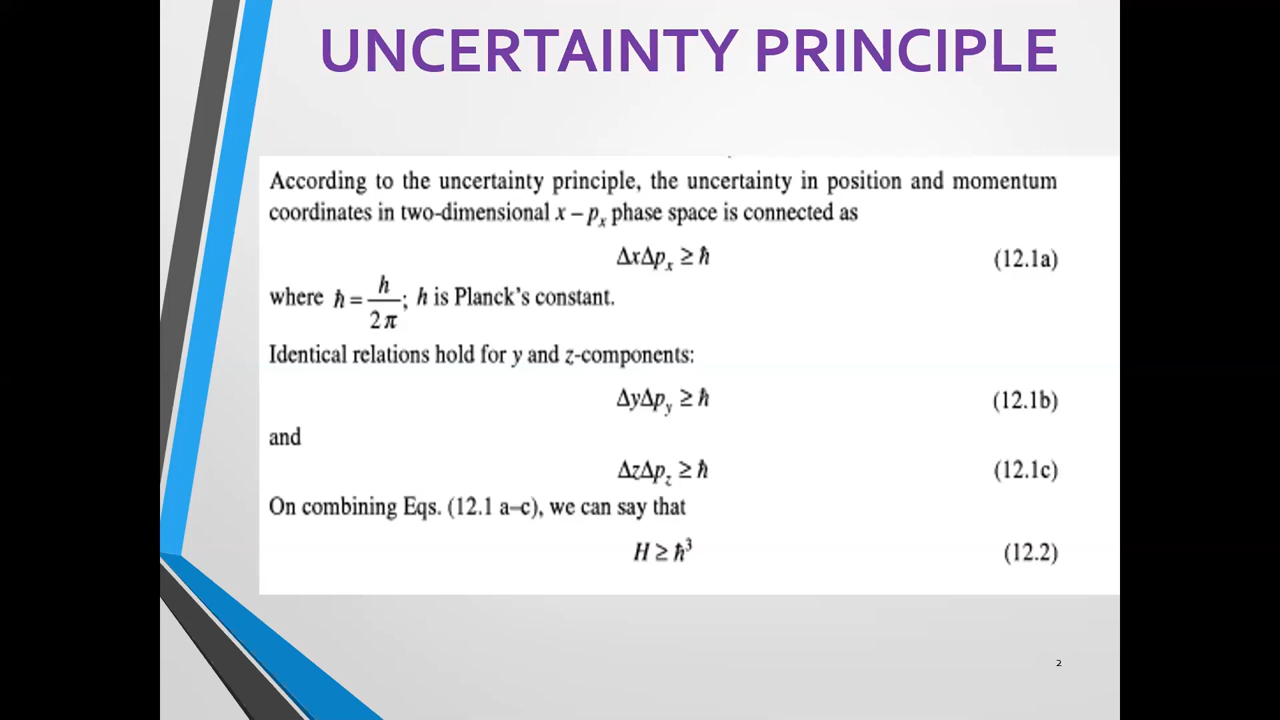 UNCERTAINTY PRINCIPLE
According to the uncertainty principle, the uncertainty in position and momentum
coordinates in two-dimensional x – pₓ phase space is connected as
ΔxΔpₓ ≥ ħ (12.1a)
where ħ = h/2π; h is Planck's constant.
Identical relations hold for y and z-components:
ΔyΔp_y ≥ ħ (12.1b)
and
ΔzΔp_z ≥ ħ (12.1c)
On combining Eqs. (12.1 a–c), we can say that
H ≥ ħ³ (12.2)
2